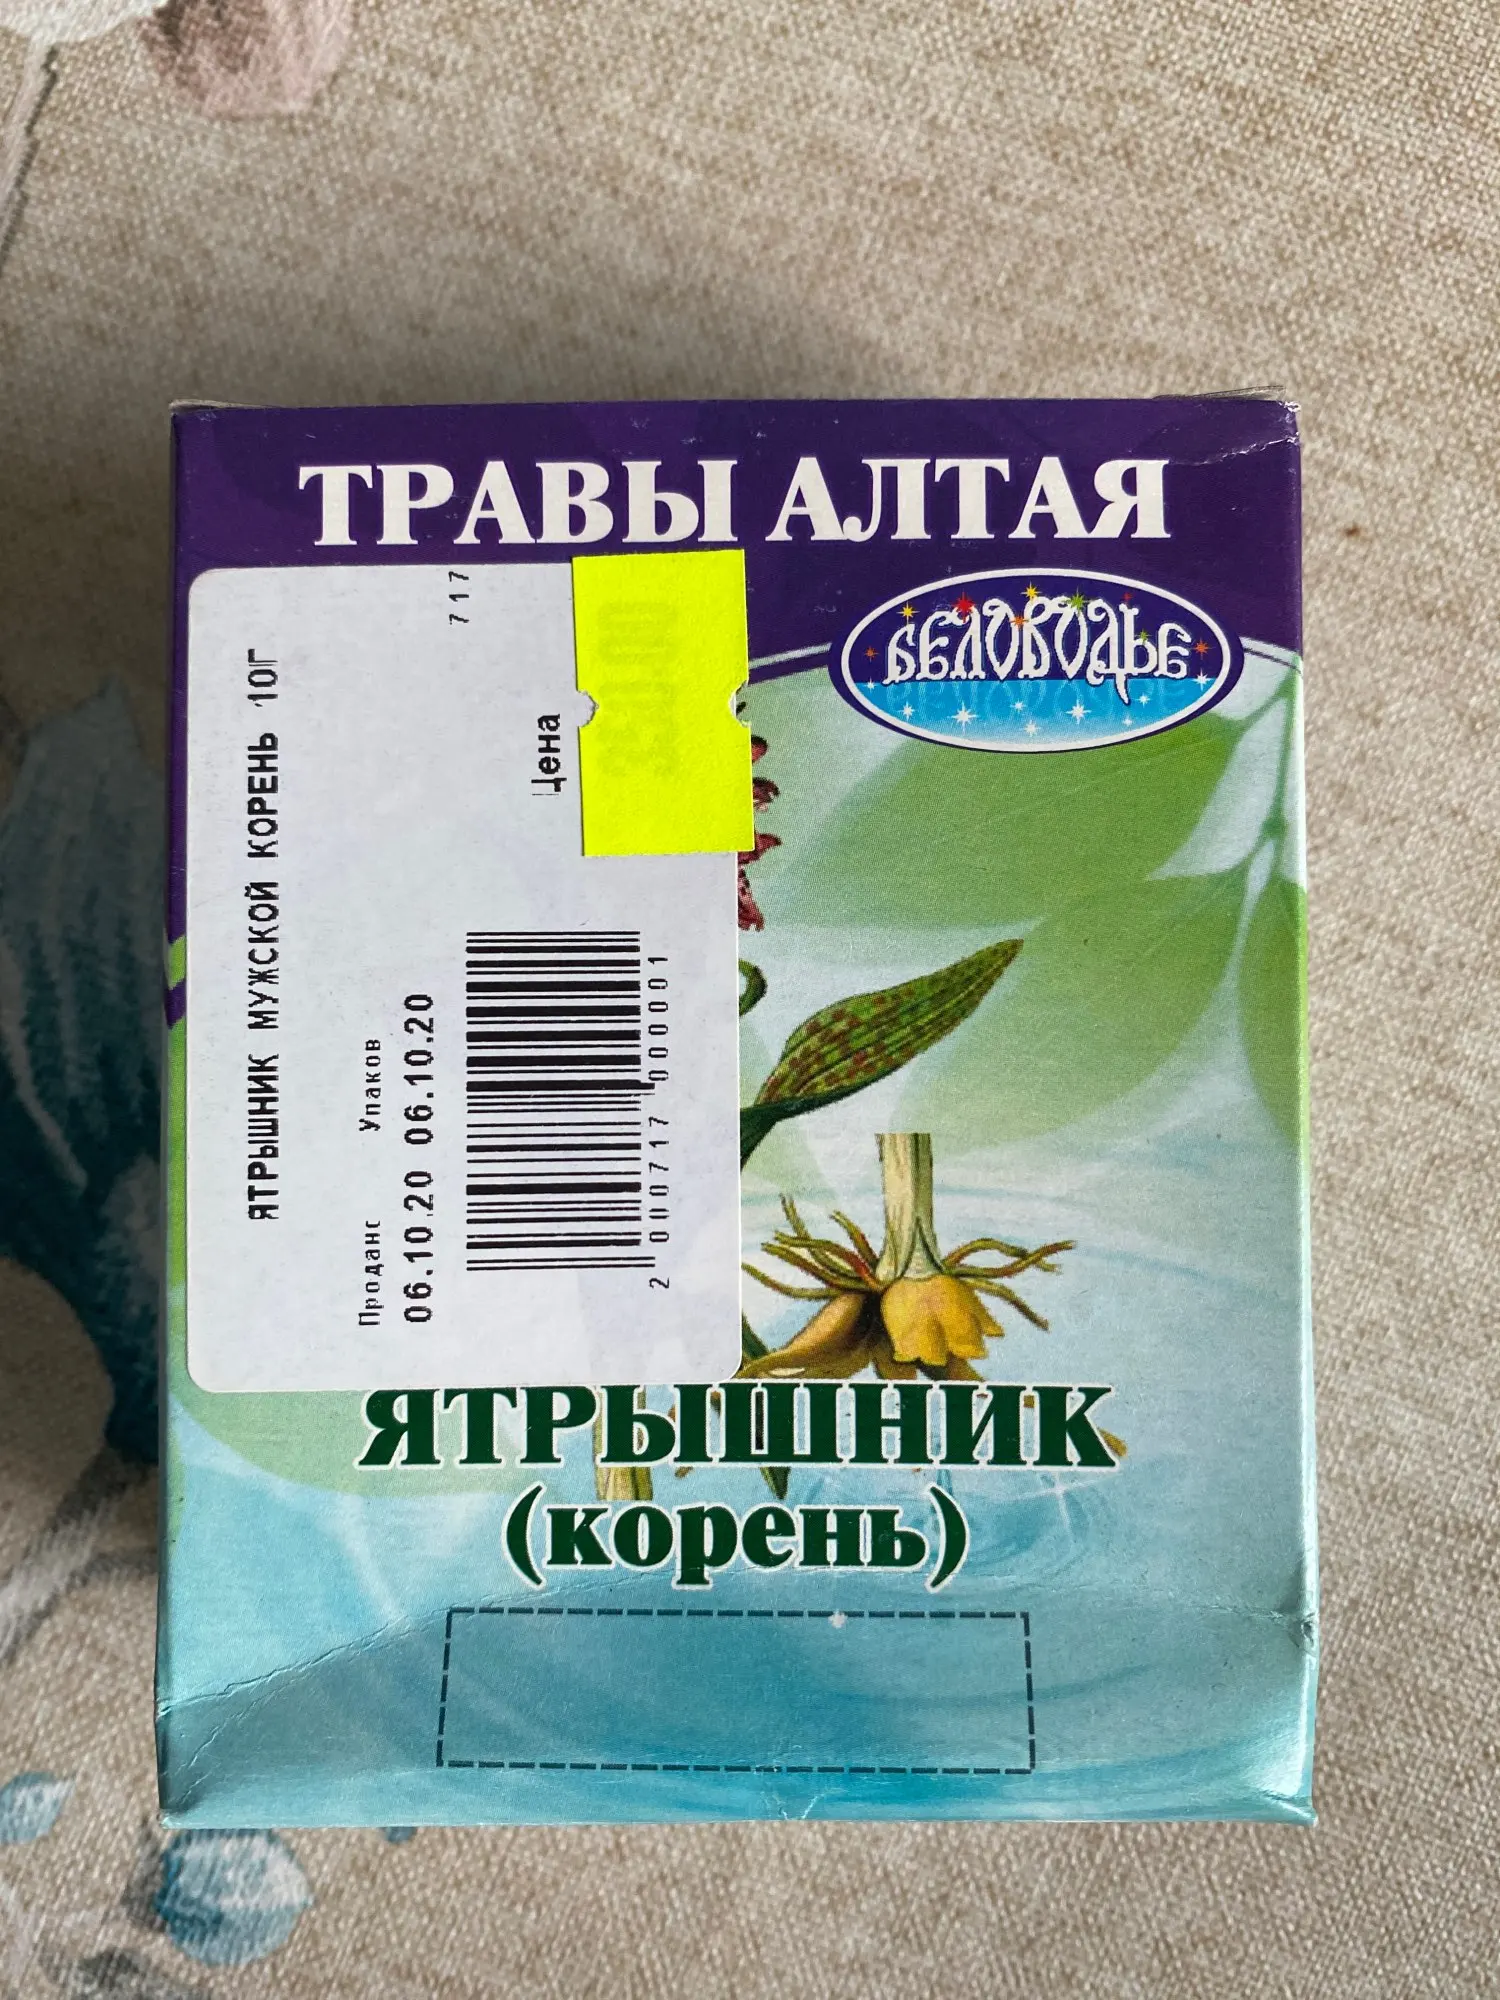 ТРАВЫ АЛТАЯ
БЕЛОВОДЬЕ
ЯТРЫШНИК МУЖСКОЙ КОРЕНЬ 10Г
Проданс Упаков
06.10.20 06.10.20
717
Цена
2 000717 000001
ЯТРЫШНИК
(корень)